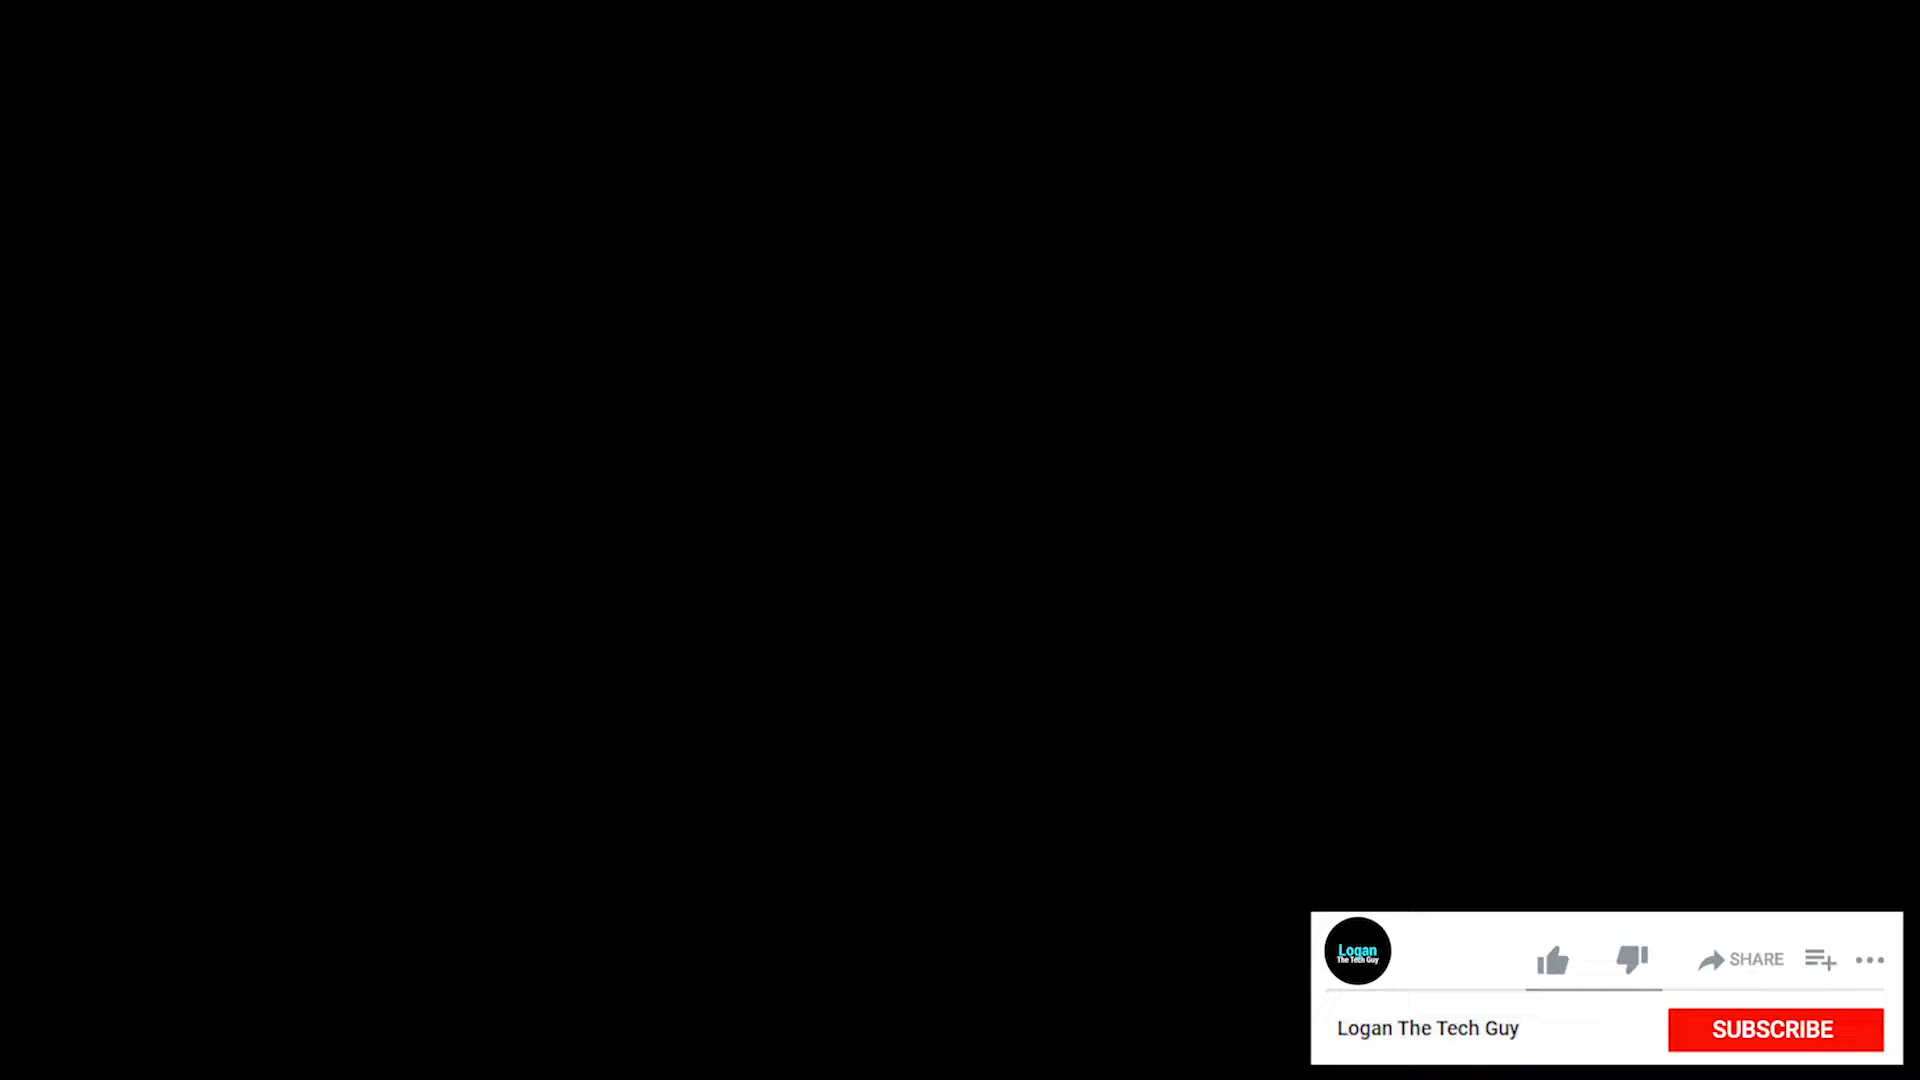 Logan
The Tech Guy
SHARE
Logan The Tech Guy
SUBSCRIBE